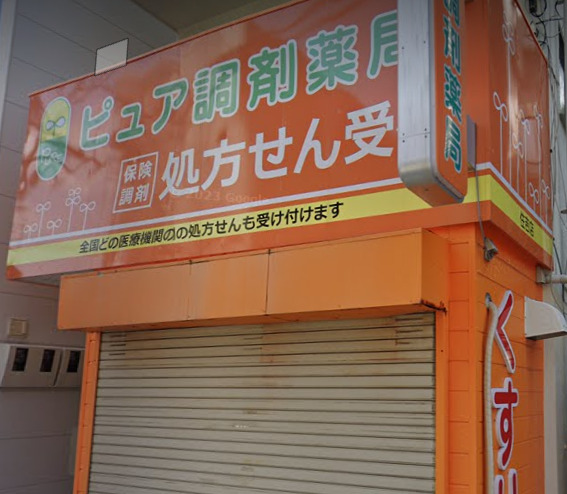 ピュア調剤薬局
保険
調剤
処方せん受
全国どの医療機関のの処方せんも受け付けます
調剤薬局
くすり